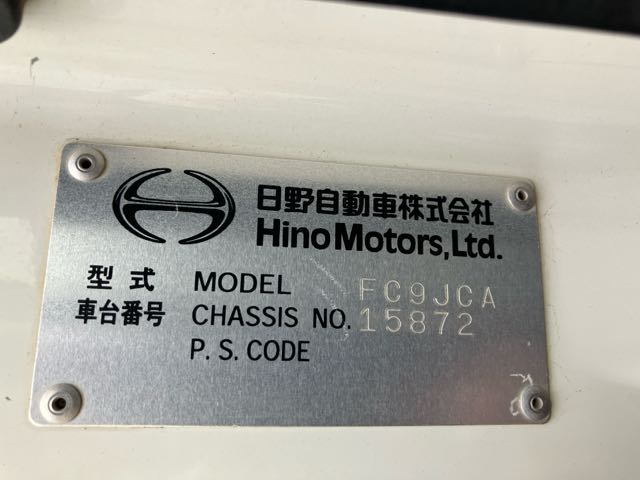 日野自動車株式会社
Hino Motors, Ltd.
型式 MODEL FC9JCA
車台番号 CHASSIS NO. 15872
P. S. CODE